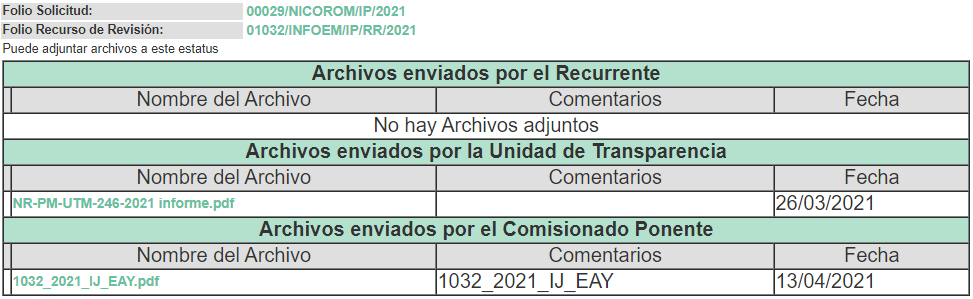 Folio Solicitud: 00029/NICOROM/IP/2021
Folio Recurso de Revisión: 01032/INFOEM/IP/RR/2021
Puede adjuntar archivos a este estatus
Archivos enviados por el Recurrente
Nombre del Archivo Comentarios Fecha
No hay Archivos adjuntos
Archivos enviados por la Unidad de Transparencia
Nombre del Archivo Comentarios Fecha
NR-PM-UTM-246-2021 informe.pdf 26/03/2021
Archivos enviados por el Comisionado Ponente
Nombre del Archivo Comentarios Fecha
1032_2021_IJ_EAY.pdf 1032_2021_IJ_EAY 13/04/2021